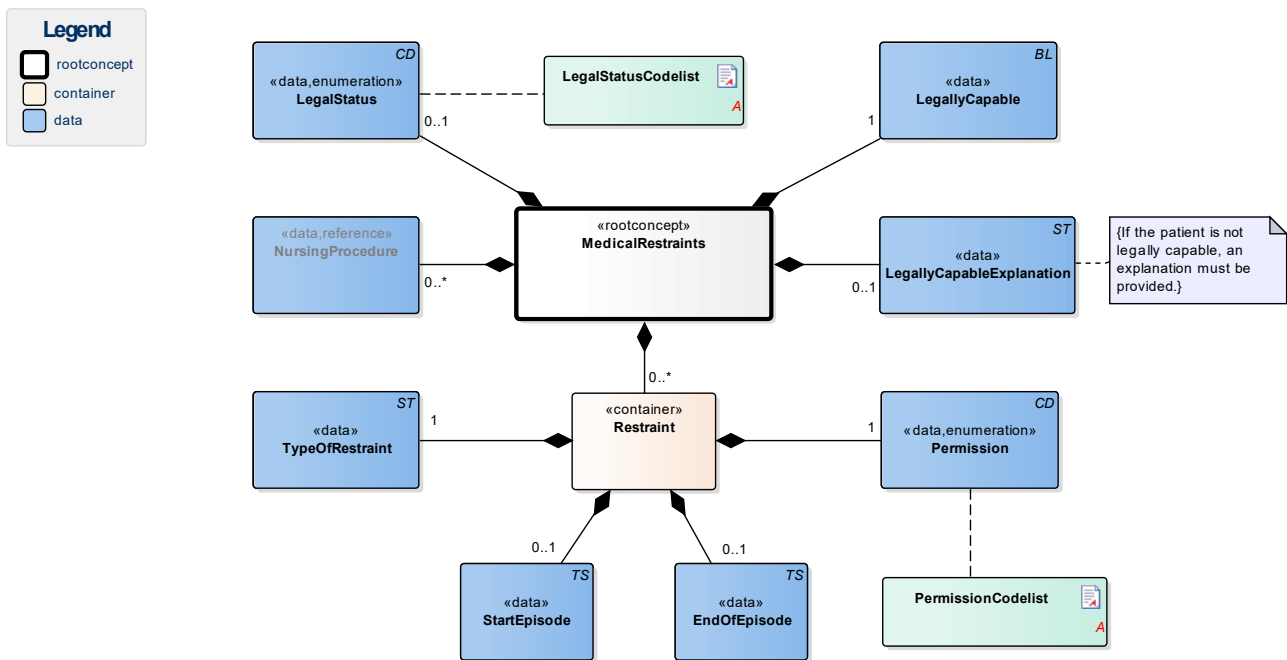 Legend
rootconcept
container
data
CD
«data,enumeration»
LegalStatus
0..1
LegalStatusCodelist
A
BL
«data»
LegallyCapable
1
«data,reference»
NursingProcedure
0..*
«rootconcept»
MedicalRestraints
ST
«data»
LegallyCapableExplanation
0..1
{If the patient is not
legally capable, an
explanation must be
provided.}
0..*
ST
«data»
TypeOfRestraint
1
«container»
Restraint
CD
«data,enumeration»
Permission
1
0..1
0..1
TS
«data»
StartEpisode
TS
«data»
EndOfEpisode
PermissionCodelist
A